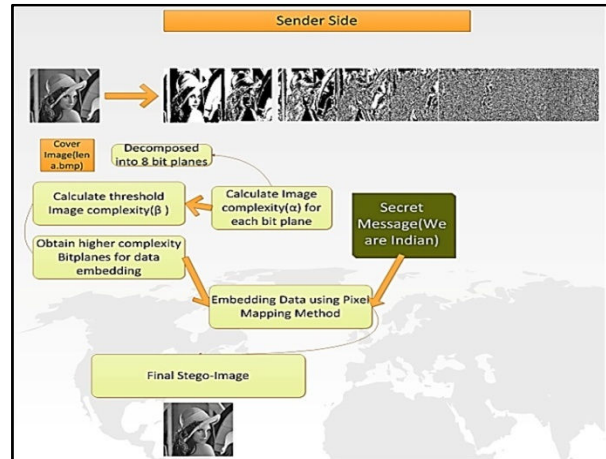 Sender Side
Cover
Image(len
a.bmp)
Decomposed
into 8 bit planes
Calculate threshold
Image complexity(β )
Calculate Image
complexity(α) for
each bit plane
Secret
Message(We
are Indian)
Obtain higher complexity
Bitplanes for data
embedding
Embedding Data using Pixel
Mapping Method
Final Stego-Image